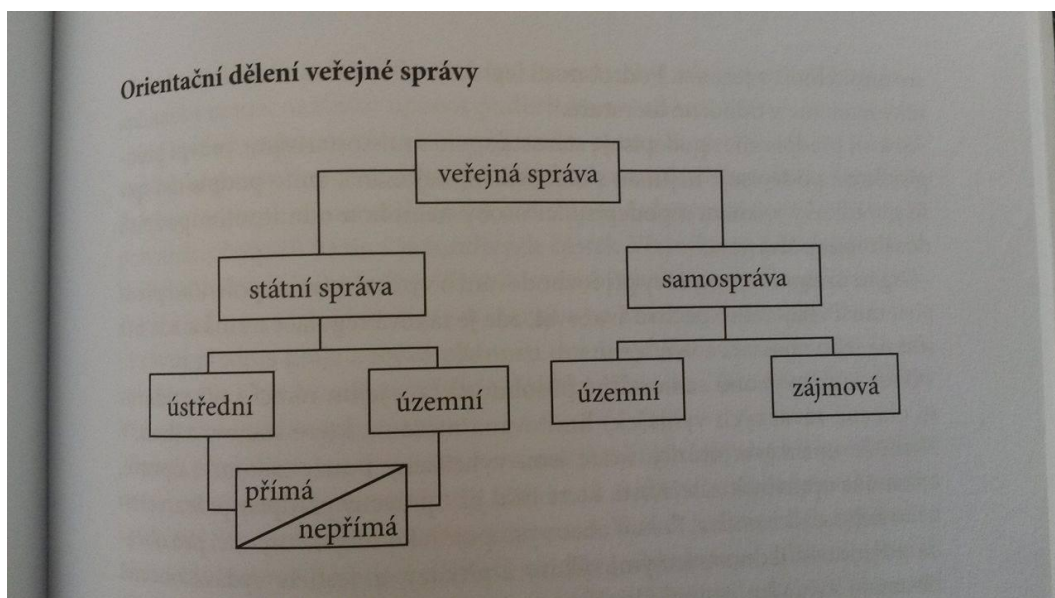 Orientační dělení veřejné správy
veřejná správa
státní správa
samospráva
ústřední
územní
územní
zájmová
přímá
nepřímá